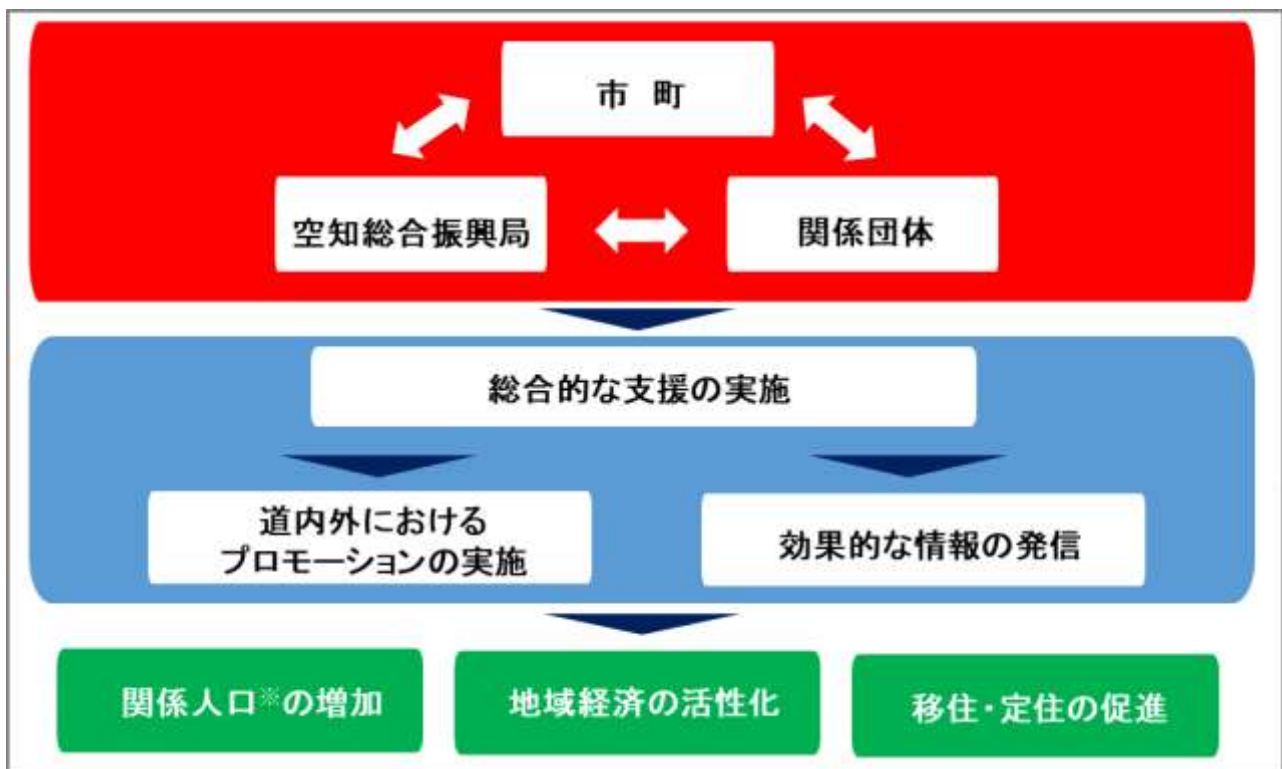 市 町
空知総合振興局
関係団体
総合的な支援の実施
道内外における
プロモーションの実施
効果的な情報の発信
関係人口※の増加
地域経済の活性化
移住・定住の促進